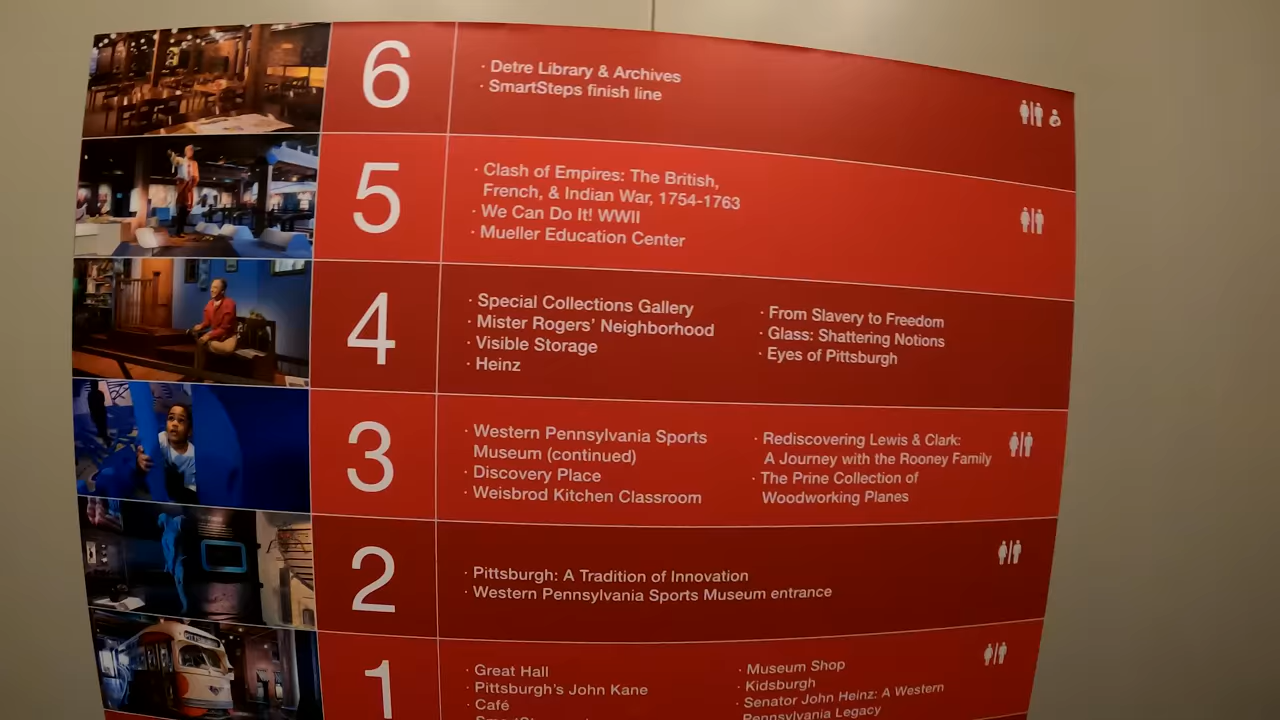 6
· Detre Library & Archives
· SmartSteps finish line
5
· Clash of Empires: The British,
French, & Indian War, 1754-1763
· We Can Do It! WWII
· Mueller Education Center
4
· Special Collections Gallery
· Mister Rogers' Neighborhood
· Visible Storage
· Heinz
· From Slavery to Freedom
· Glass: Shattering Notions
· Eyes of Pittsburgh
3
· Western Pennsylvania Sports
Museum (continued)
· Discovery Place
· Weisbrod Kitchen Classroom
· Rediscovering Lewis & Clark:
A Journey with the Rooney Family
· The Prine Collection of
Woodworking Planes
2
· Pittsburgh: A Tradition of Innovation
· Western Pennsylvania Sports Museum entrance
1
· Great Hall
· Pittsburgh's John Kane
· Café
· Museum Shop
· Kidsburgh
· Senator John Heinz: A Western
Pennsylvania Legacy